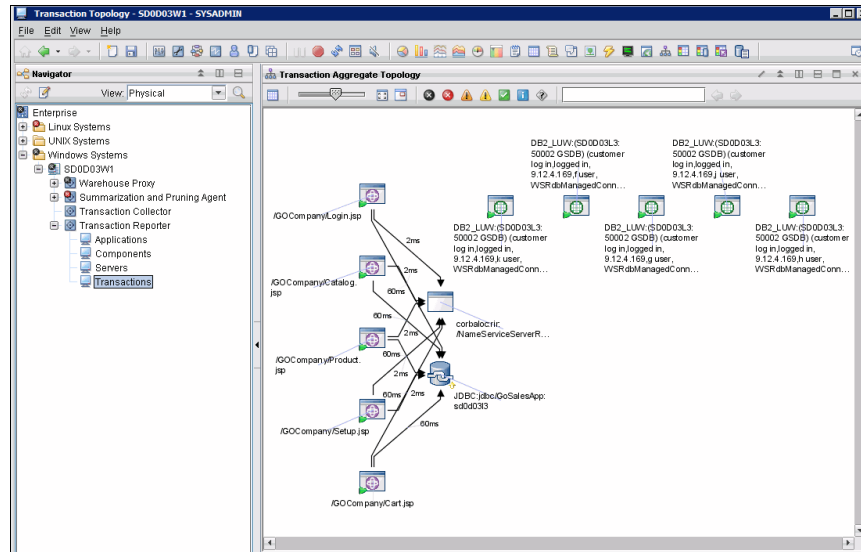 Transaction Topology - SD0D03W1 - SYSADMIN
File Edit View Help
Navigator
View: Physical
Enterprise
Linux Systems
UNIX Systems
Windows Systems
SD0D03W1
Warehouse Proxy
Summarization and Pruning Agent
Transaction Collector
Transaction Reporter
Applications
Components
Servers
Transactions
Transaction Aggregate Topology
DB2_LUW:(SD0D03L3:
50002 GSDB) (customer
log in,logged in,
9.12.4.169,f user,
WSRdbManagedConn...
DB2_LUW:(SD0D03L3:
50002 GSDB) (customer
log in,logged in,
9.12.4.169,j user,
WSRdbManagedConn...
DB2_LUW:(SD0D03L3:
50002 GSDB) (customer
log in,logged in,
9.12.4.169,k user,
WSRdbManagedConn...
DB2_LUW:(SD0D03L3:
50002 GSDB) (customer
log in,logged in,
9.12.4.169,g user,
WSRdbManagedConn...
DB2_LUW:(SD0D03L3:
50002 GSDB) (customer
log in,logged in,
9.12.4.169,h user,
WSRdbManagedConn...
/GOCompany/Login.jsp
2ms
/GOCompany/Catalog.
jsp
2ms
60ms
corbaloc:rir:
/NameServiceServerR...
60ms
2ms
/GOCompany/Product.
jsp
60ms
2ms
JDBC:jdbc/GoSalesApp:
sd0d03l3
60ms
2ms
/GOCompany/Setup.jsp
60ms
/GOCompany/Cart.jsp